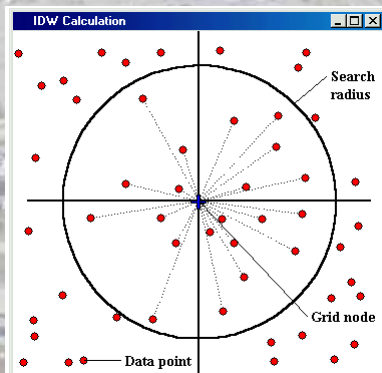 IDW Calculation
Search
radius
Grid node
Data point